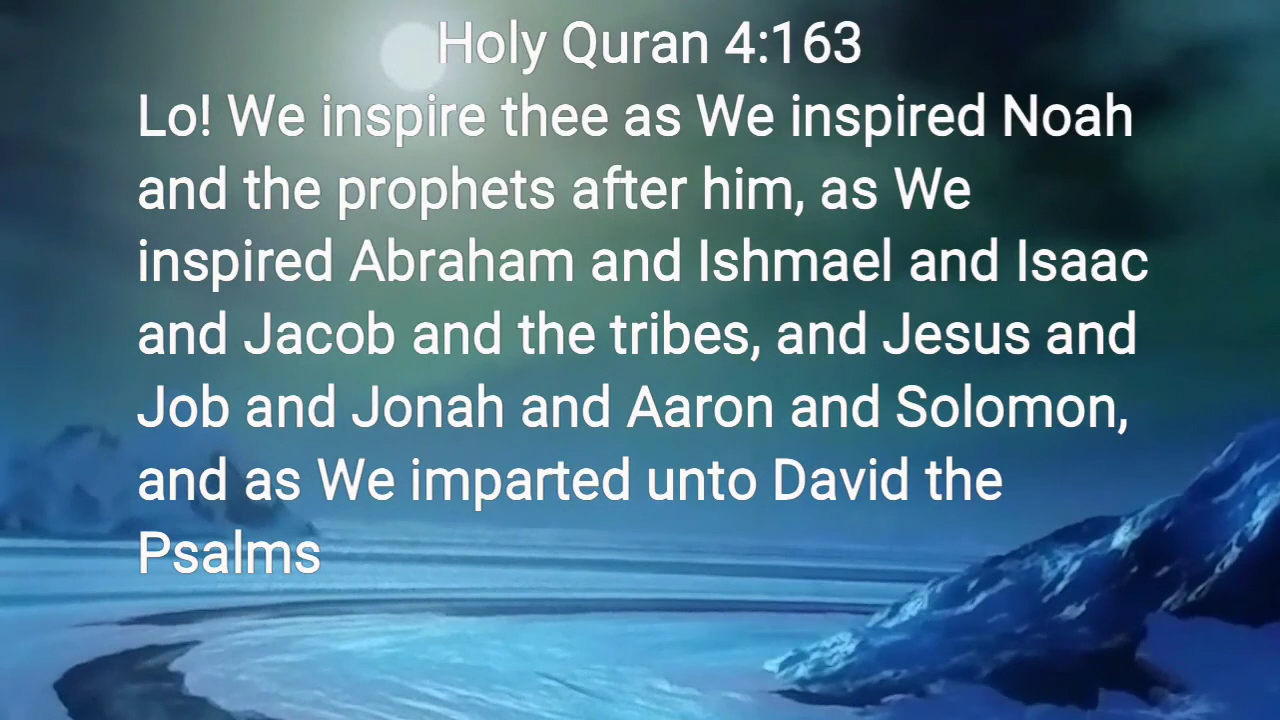 Holy Quran 4:163
Lo! We inspire thee as We inspired Noah
and the prophets after him, as We
inspired Abraham and Ishmael and Isaac
and Jacob and the tribes, and Jesus and
Job and Jonah and Aaron and Solomon,
and as We imparted unto David the
Psalms